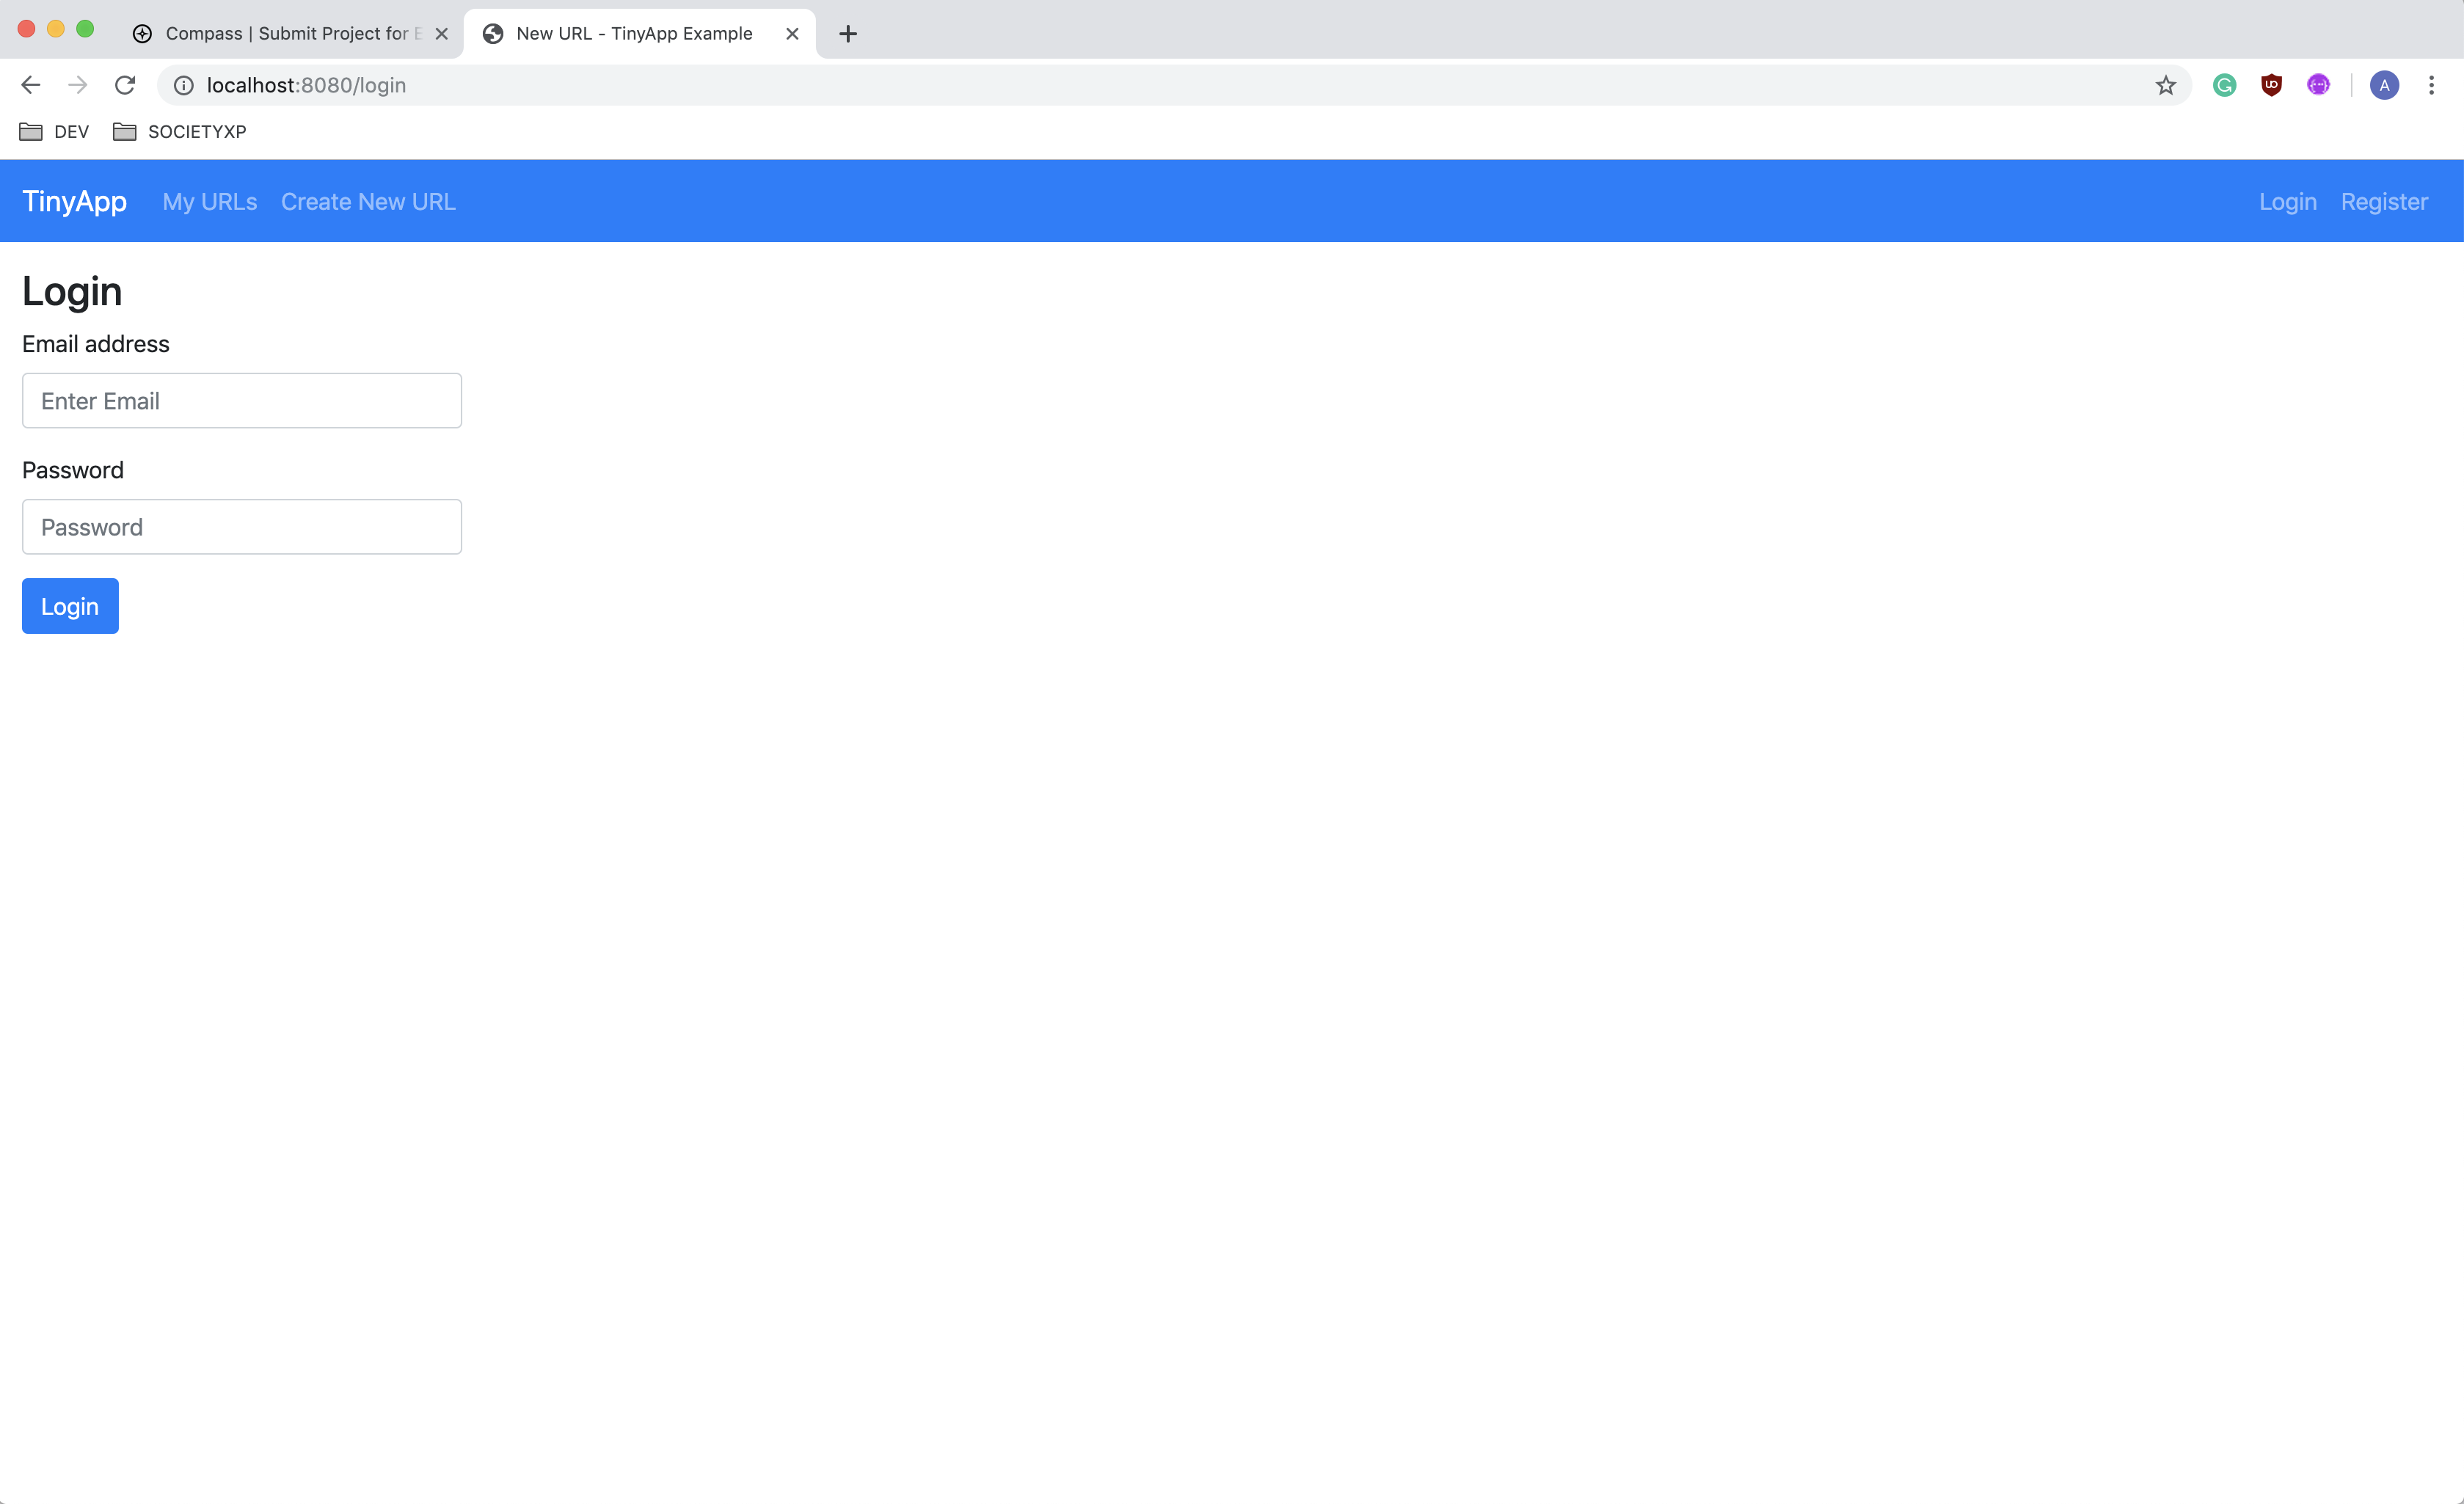 Compass | Submit Project for E
New URL - TinyApp Example
localhost:8080/login
A
DEV
SOCIETYXP
TinyApp
My URLs
Create New URL
Login
Register
Login
Email address
Enter Email
Password
Password
Login